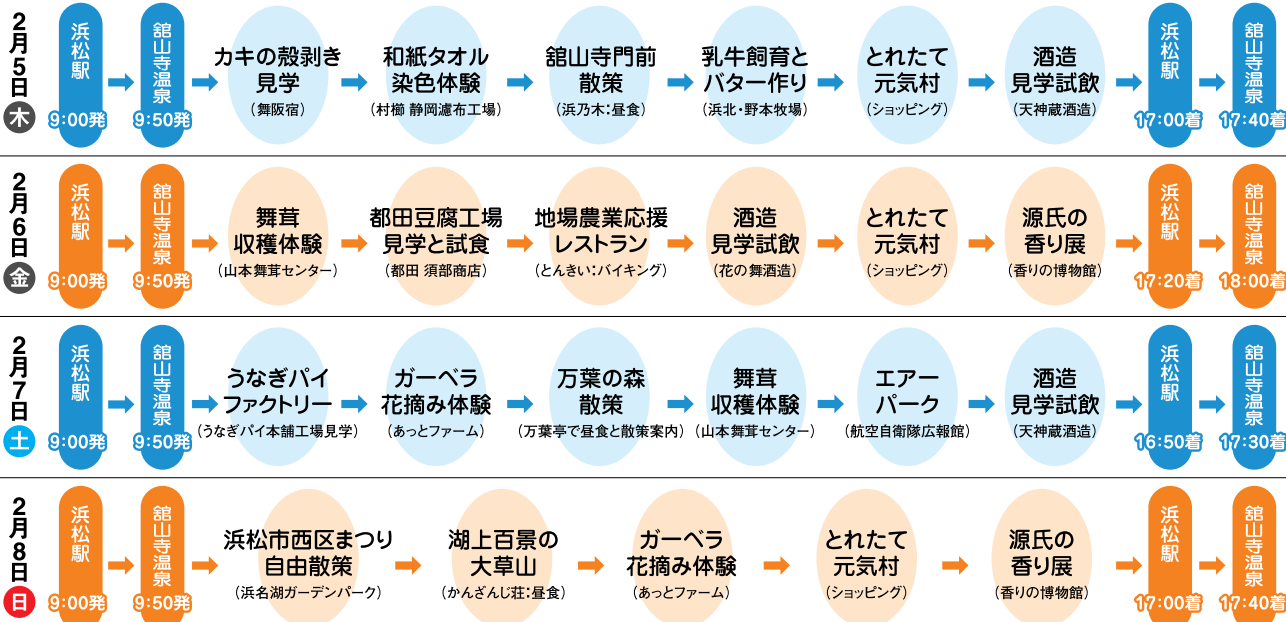 2月5日
木
浜松駅
9:00発
舘山寺温泉
9:50発
カキの殻剥き
見学
（舞阪宿）
和紙タオル
染色体験
（村櫛 静岡濾布工場）
舘山寺門前
散策
（浜乃木：昼食）
乳牛飼育と
バター作り
（浜北・野本牧場）
とれたて
元気村
（ショッピング）
酒造
見学試飲
（天神蔵酒造）
浜松駅
17:00着
舘山寺温泉
17:40着
2月6日
金
浜松駅
9:00発
舘山寺温泉
9:50発
舞茸
収穫体験
（山本舞茸センター）
都田豆腐工場
見学と試食
（都田 須部商店）
地場農業応援
レストラン
（とんきい：バイキング）
酒造
見学試飲
（花の舞酒造）
とれたて
元気村
（ショッピング）
源氏の
香り展
（香りの博物館）
浜松駅
17:20着
舘山寺温泉
18:00着
2月7日
土
浜松駅
9:00発
舘山寺温泉
9:50発
うなぎパイ
ファクトリー
（うなぎパイ本舗工場見学）
ガーベラ
花摘み体験
（あっとファーム）
万葉の森
散策
（万葉亭で昼食と散策案内）
舞茸
収穫体験
（山本舞茸センター）
エアー
パーク
（航空自衛隊広報館）
酒造
見学試飲
（天神蔵酒造）
浜松駅
16:50着
舘山寺温泉
17:30着
2月8日
日
浜松駅
9:00発
舘山寺温泉
9:50発
浜松市西区まつり
自由散策
（浜名湖ガーデンパーク）
湖上百景の
大草山
（かんざんじ荘：昼食）
ガーベラ
花摘み体験
（あっとファーム）
とれたて
元気村
（ショッピング）
源氏の
香り展
（香りの博物館）
浜松駅
17:00着
舘山寺温泉
17:40着